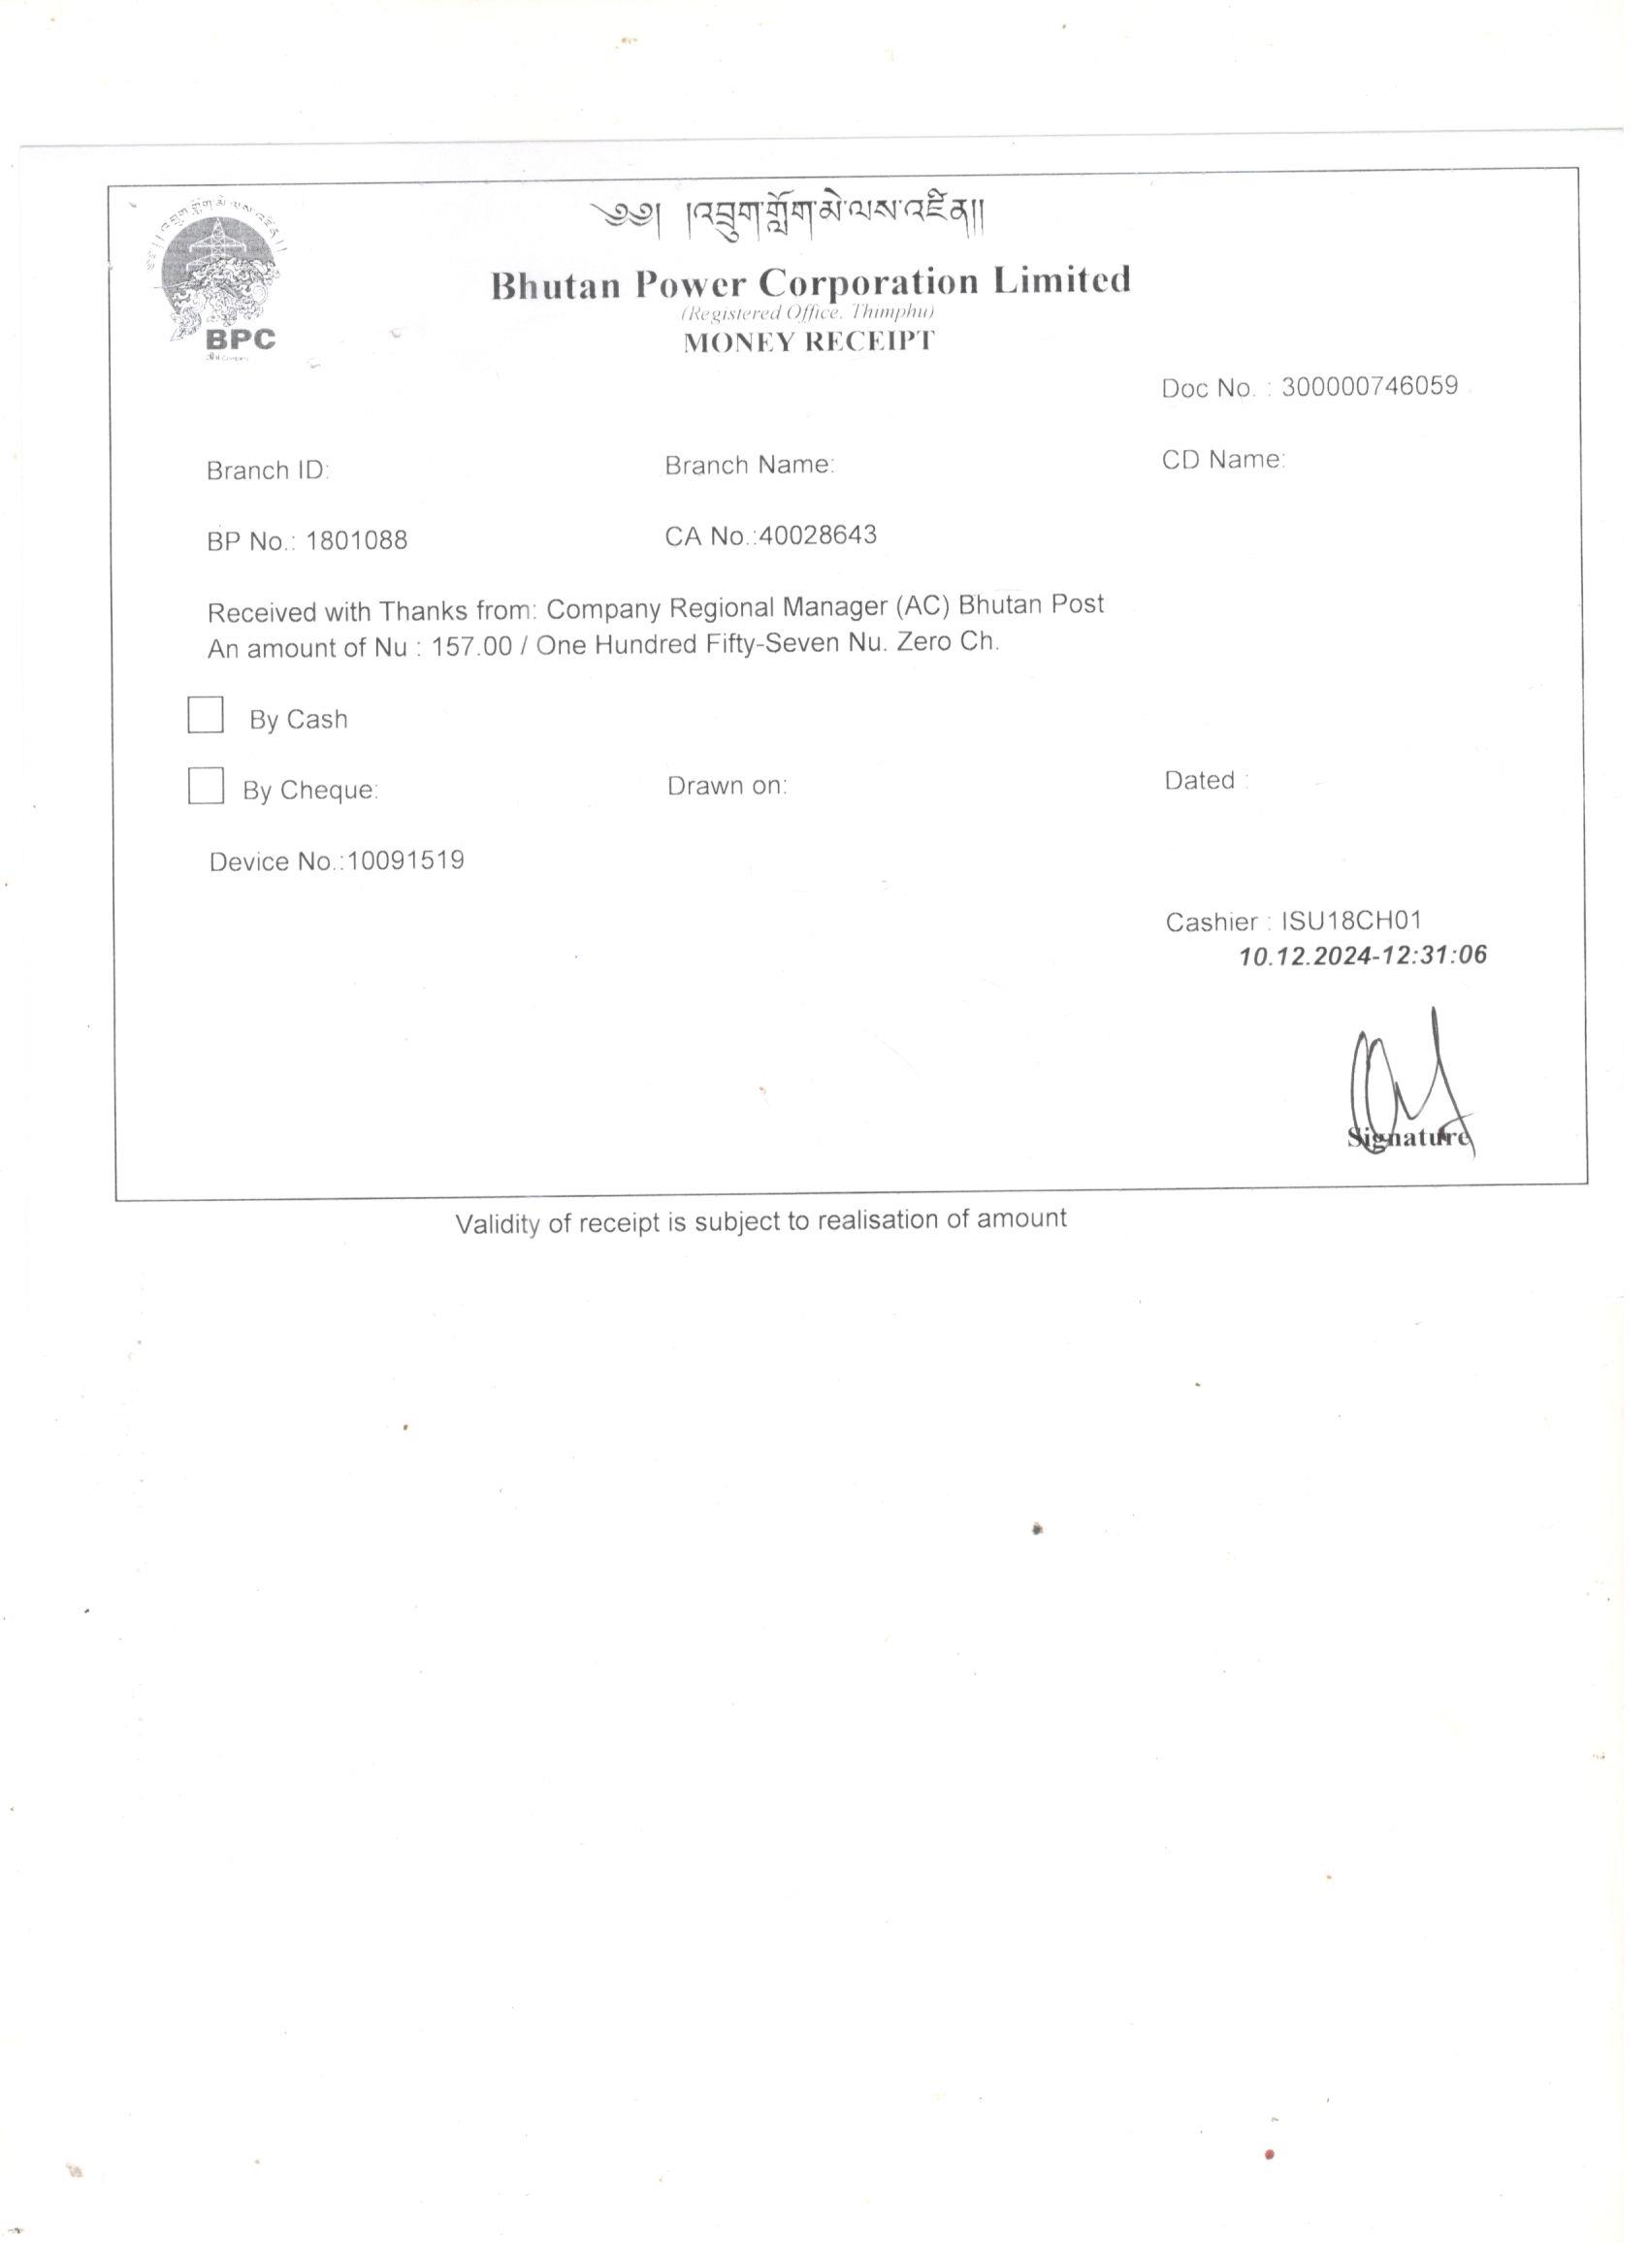 ༄༅། །འབྲུག་གློག་མེ་ལས་འཛིན།།
BPC
Bhutan Power Corporation Limited
(Registered Office, Thimphu)
MONEY RECEIPT
Doc No. : 300000746059
Branch ID: Branch Name: CD Name:
BP No.: 1801088 CA No.:40028643
Received with Thanks from: Company Regional Manager (AC) Bhutan Post
An amount of Nu : 157.00 / One Hundred Fifty-Seven Nu. Zero Ch.
By Cash
By Cheque: Drawn on: Dated :
Device No.:10091519
Cashier : ISU18CH01
10.12.2024-12:31:06
Signature
Validity of receipt is subject to realisation of amount